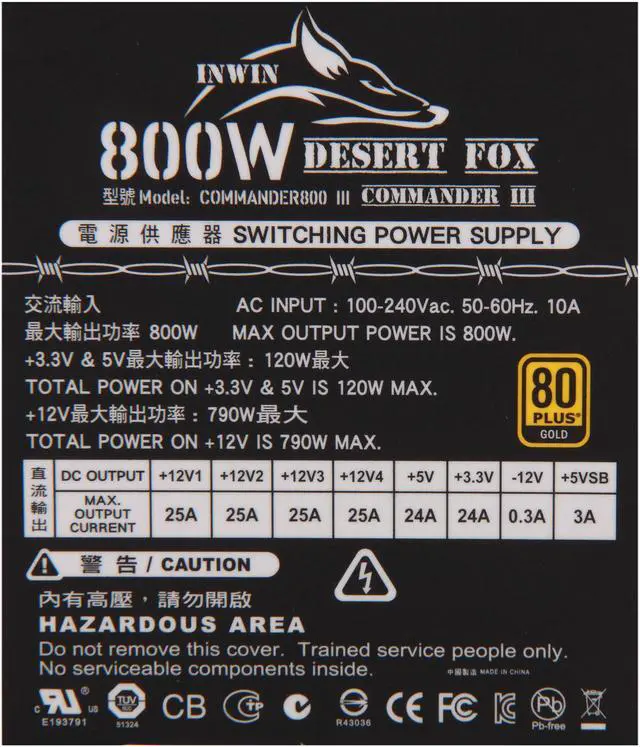 INWIN
800W DESERT FOX
型號 Model: COMMANDER800 III COMMANDER III
電源供應器 SWITCHING POWER SUPPLY
交流輸入 AC INPUT : 100-240Vac. 50-60Hz. 10A
最大輸出功率 800W MAX OUTPUT POWER IS 800W.
+3.3V & 5V最大輸出功率 : 120W最大
TOTAL POWER ON +3.3V & 5V IS 120W MAX.
+12V最大輸出功率 : 790W最大
TOTAL POWER ON +12V IS 790W MAX.
80
PLUS®
GOLD
直流輸出
DC OUTPUT +12V1 +12V2 +12V3 +12V4 +5V +3.3V -12V +5VSB
MAX. OUTPUT CURRENT 25A 25A 25A 25A 24A 24A 0.3A 3A
警告 / CAUTION
內有高壓，請勿開啟
HAZARDOUS AREA
Do not remove this cover. Trained service people only.
No serviceable components inside.
中國製造 MADE IN CHINA
c RU® US
E193791
TUV
51324
CB
R43036
CE
FC
Pb
Pb-free